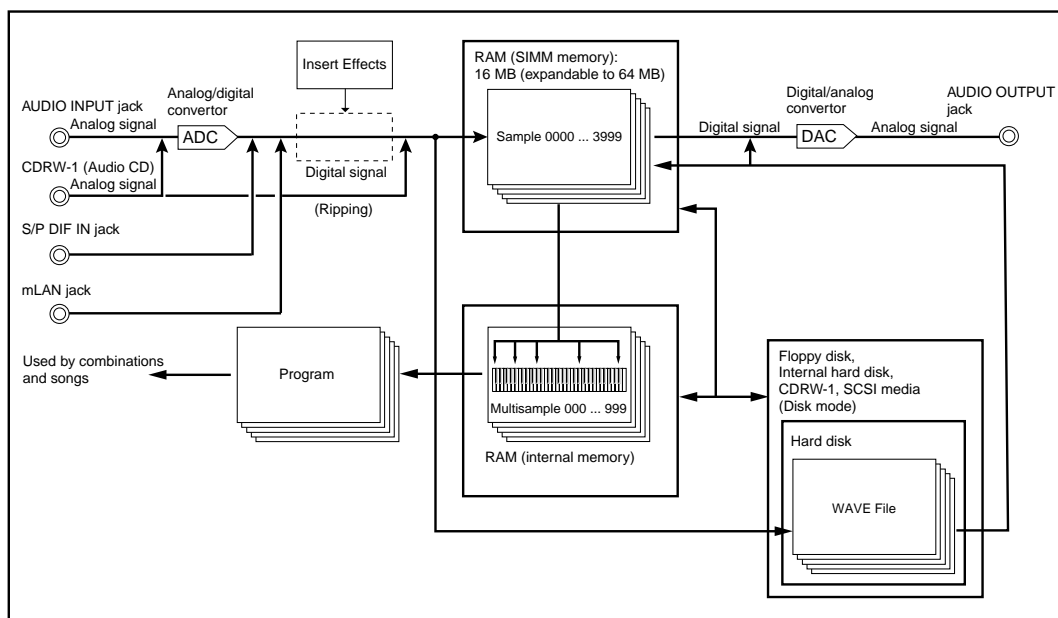 Insert Effects
RAM (SIMM memory):
16 MB (expandable to 64 MB)
Analog/digital
convertor
Digital/analog
convertor
AUDIO INPUT jack
Analog signal
ADC
Sample 0000 ... 3999
Digital signal
DAC
Analog signal
AUDIO OUTPUT
jack
CDRW-1 (Audio CD)
Analog signal
Digital signal
(Ripping)
S/P DIF IN jack
mLAN jack
Used by combinations
and songs
Program
Multisample 000 ... 999
RAM (internal memory)
Floppy disk,
Internal hard disk,
CDRW-1, SCSI media
(Disk mode)
Hard disk
WAVE File